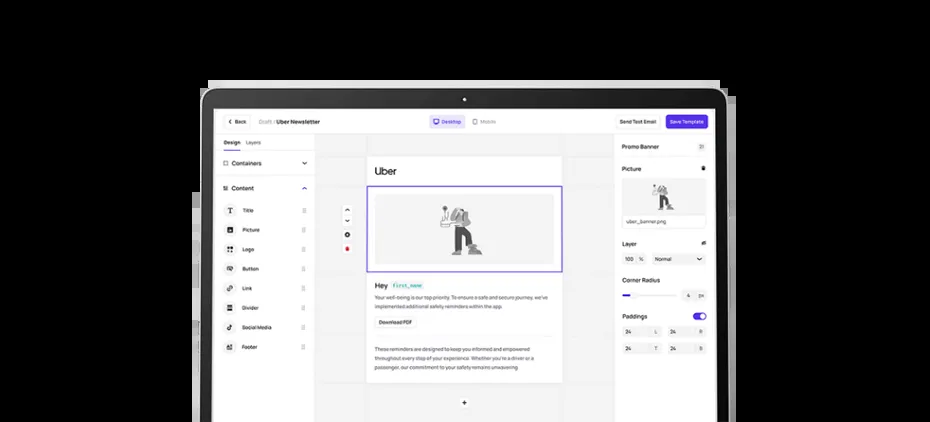 Back
Draft / Uber Newsletter
Desktop
Mobile
Send Test Email
Save Template
Design
Layers
Containers
Content
Title
Picture
Logo
Button
Link
Divider
Social Media
Footer
Uber
Hey first_name
Your well-being is our top priority. To ensure a safe and secure journey, we've
implemented additional safety reminders within the app.
Download PDF
These reminders are designed to keep you informed and empowered
throughout every step of your experience. Whether you're a driver or a
passenger, our commitment to your safety remains unwavering.
Promo Banner
Picture
uber_banner.png
Layer
100 %
Normal
Corner Radius
4 px
Paddings
24 L
24 R
24 T
24 B